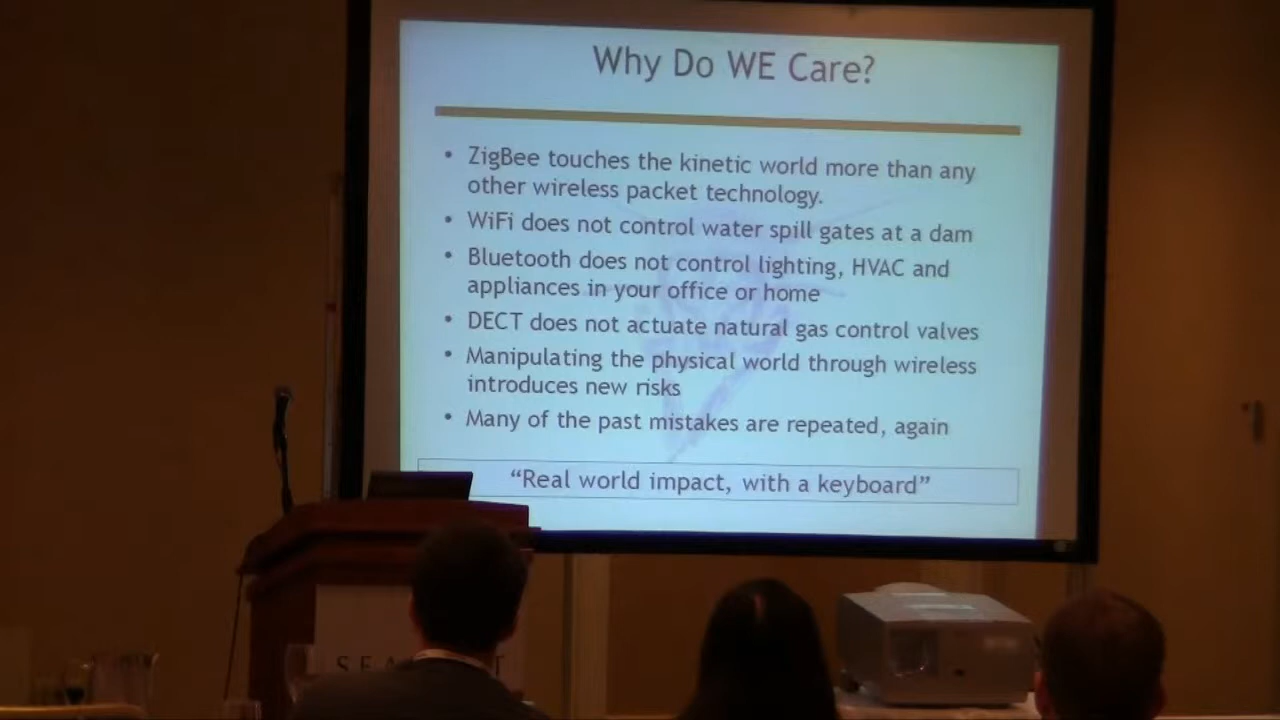 Why Do WE Care?
• ZigBee touches the kinetic world more than any
other wireless packet technology.
• WiFi does not control water spill gates at a dam
• Bluetooth does not control lighting, HVAC and
appliances in your office or home
• DECT does not actuate natural gas control valves
• Manipulating the physical world through wireless
introduces new risks
• Many of the past mistakes are repeated, again
“Real world impact, with a keyboard”